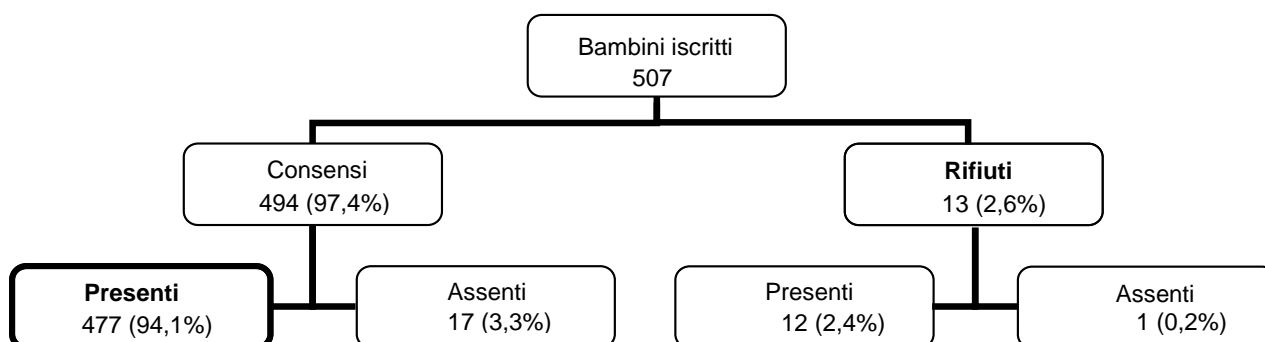 Bambini iscritti
507
Consensi
494 (97,4%)
Rifiuti
13 (2,6%)
Presenti
477 (94,1%)
Assenti
17 (3,3%)
Presenti
12 (2,4%)
Assenti
1 (0,2%)